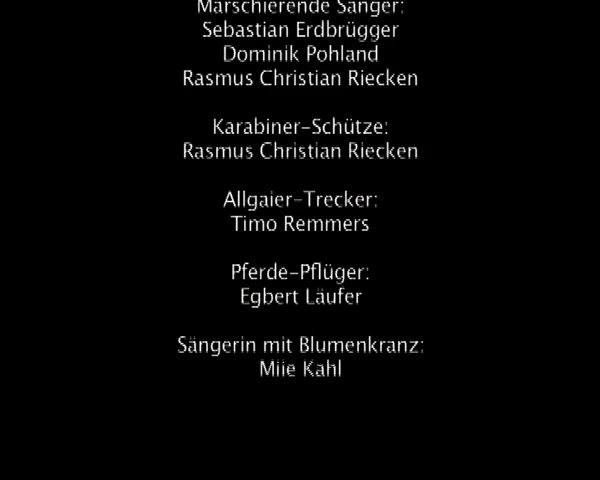 Marschierende Sänger:
Sebastian Erdbrügger
Dominik Pohland
Rasmus Christian Riecken
Karabiner-Schütze:
Rasmus Christian Riecken
Allgaier-Trecker:
Timo Remmers
Pferde-Pflüger:
Egbert Läufer
Sängerin mit Blumenkranz:
Miie Kahl